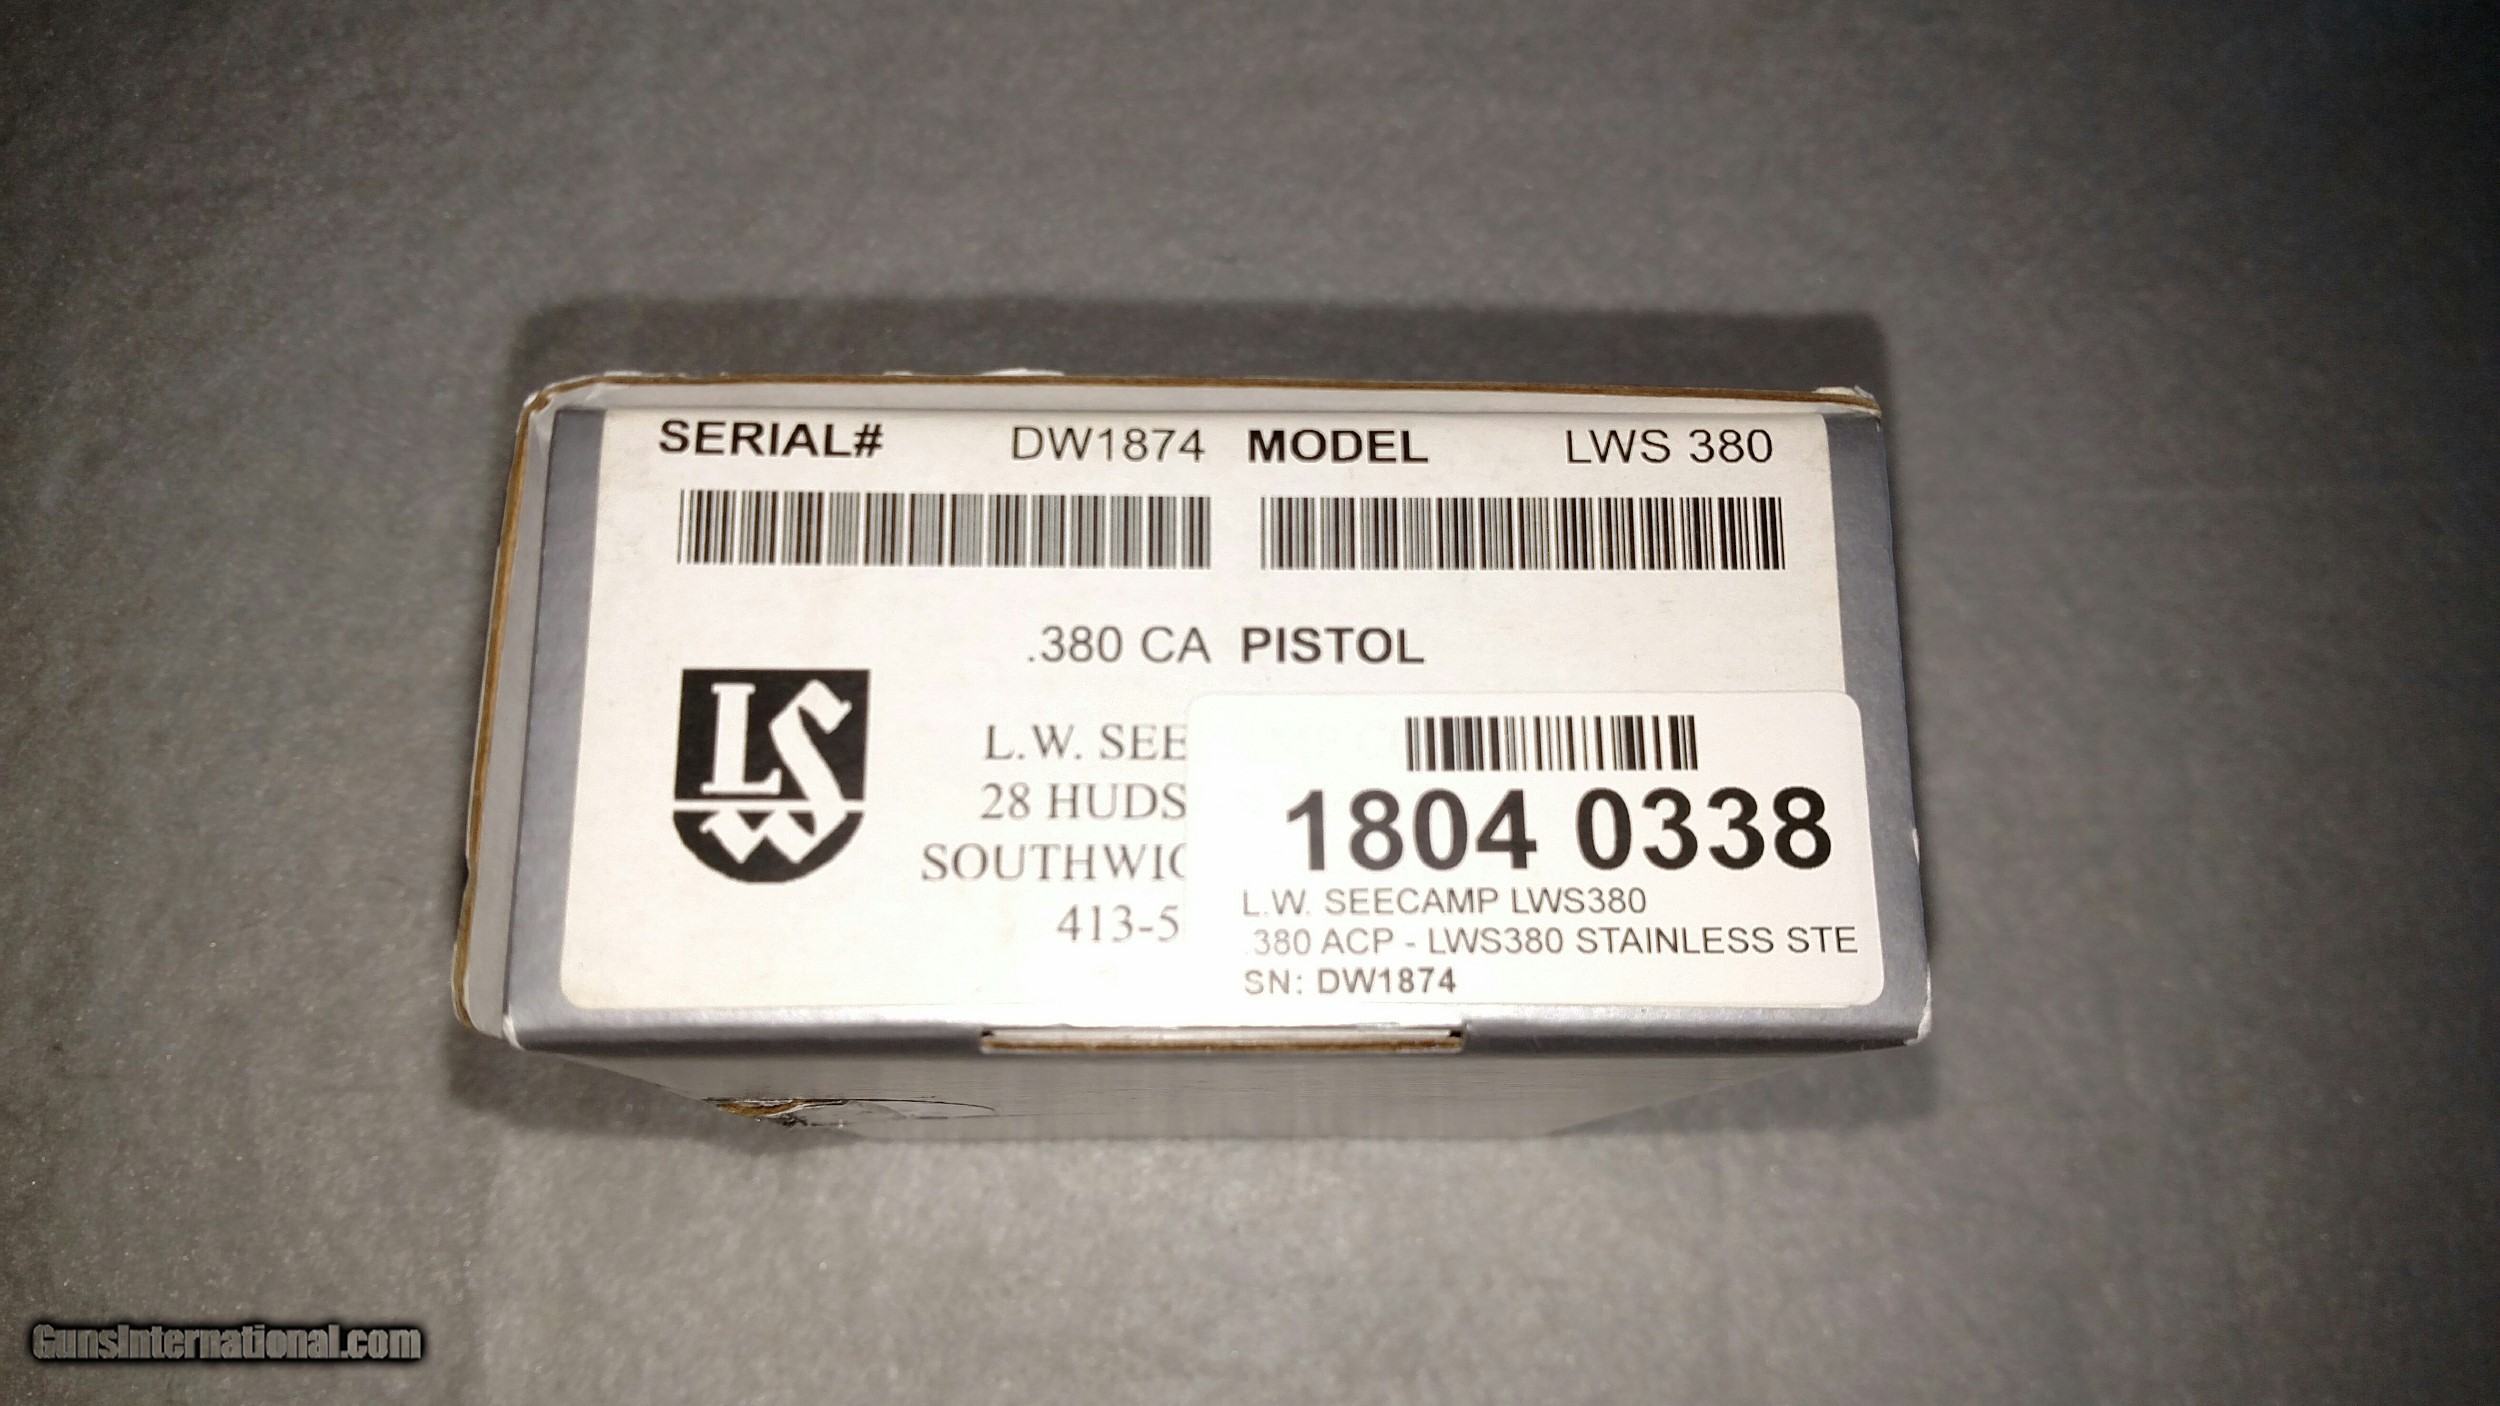 SERIAL# DW1874 MODEL LWS 380
.380 CA PISTOL
LSW
L.W. SEE
28 HUDS
SOUTHWIC
413-5
1804 0338
L.W. SEECAMP LWS380
.380 ACP - LWS380 STAINLESS STE
SN: DW1874
GunsInternational.com